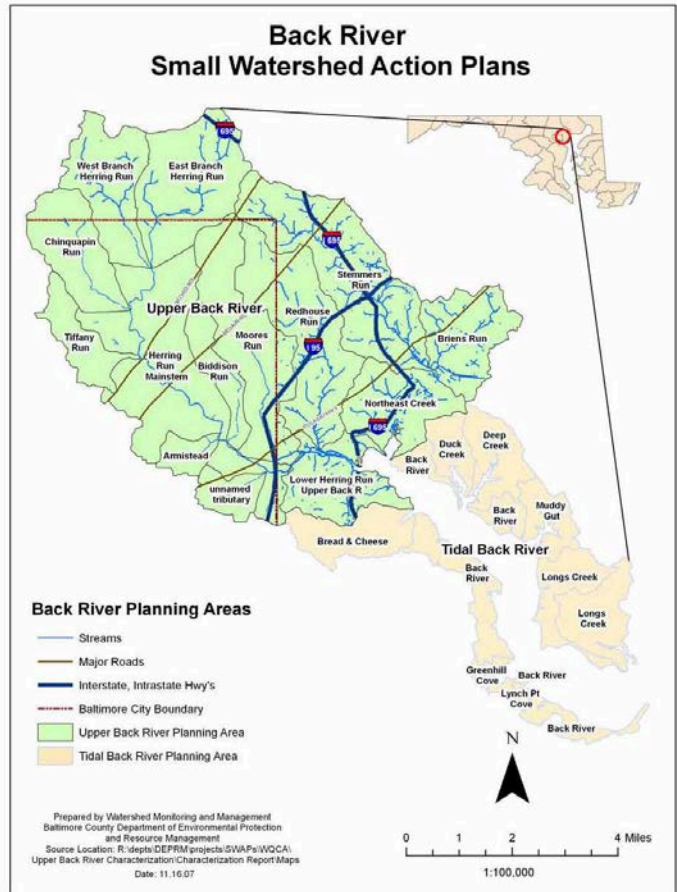 Back River
Small Watershed Action Plans
I 695
West Branch
Herring Run
East Branch
Herring Run
Chinquapin
Run
I 695
Stemmers
Run
Upper Back River
Redhouse
Run
Tiffany
Run
Herring
Run
Mainstem
Biddison
Run
Moores
Run
I 95
Briens Run
Northeast Creek
I 695
Armistead
unnamed
tributary
Lower Herring Run
Upper Back R
Back
River
Duck
Creek
Deep
Creek
Back
River
Muddy
Gut
Bread & Cheese
Tidal Back River
Back
River
Longs Creek
Longs
Creek
Greenhill
Cove
Back River
Lynch Pt
Cove
Back River
Back River Planning Areas
Streams
Major Roads
Interstate, Intrastate Hwy's
Baltimore City Boundary
Upper Back River Planning Area
Tidal Back River Planning Area
N
Prepared by Watershed Monitoring and Management
Baltimore County Department of Environmental Protection
and Resource Management
Source Location: R:\depts\DEPRM\projects\SWAPs\WQCA\
Upper Back River Characterization\Characterization Report\Maps
Date: 11.16.07
0 1 2 4 Miles
1:100,000